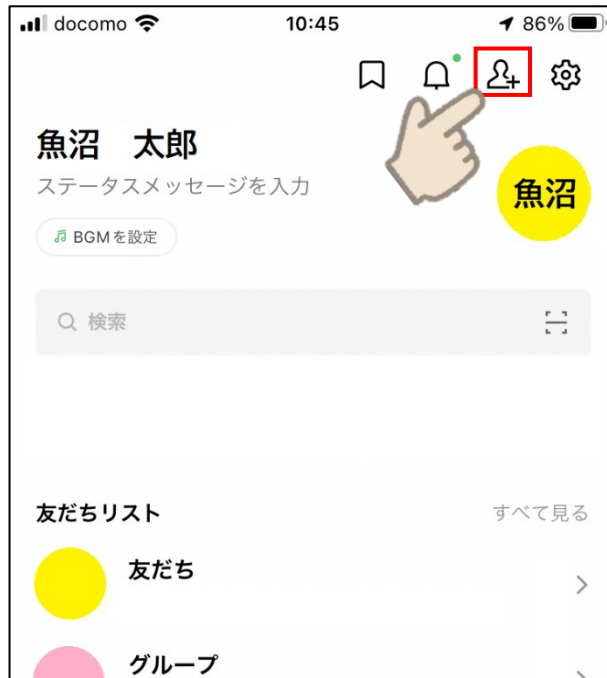 docomo 10:45 86%
魚沼　太郎
ステータスメッセージを入力
魚沼
BGMを設定
検索
友だちリスト すべて見る
友だち
グループ